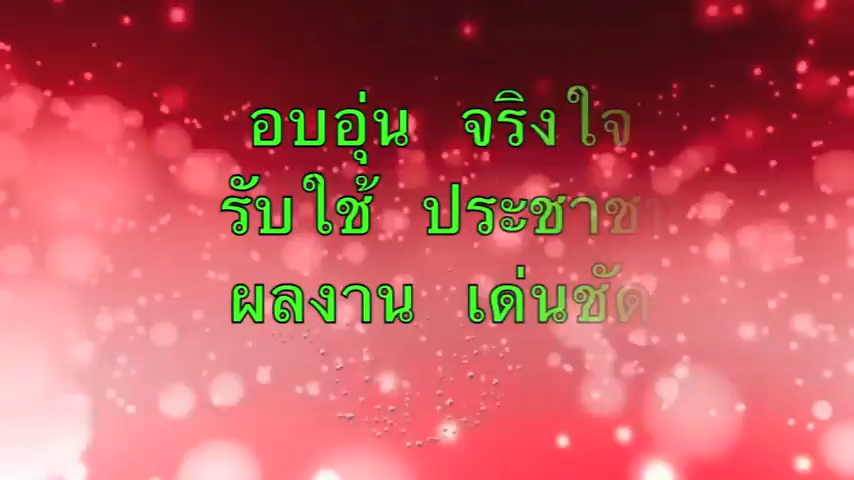 อบอุ่น จริงใจ
รับใช้ ประชาชน
ผลงาน เด่นชัด